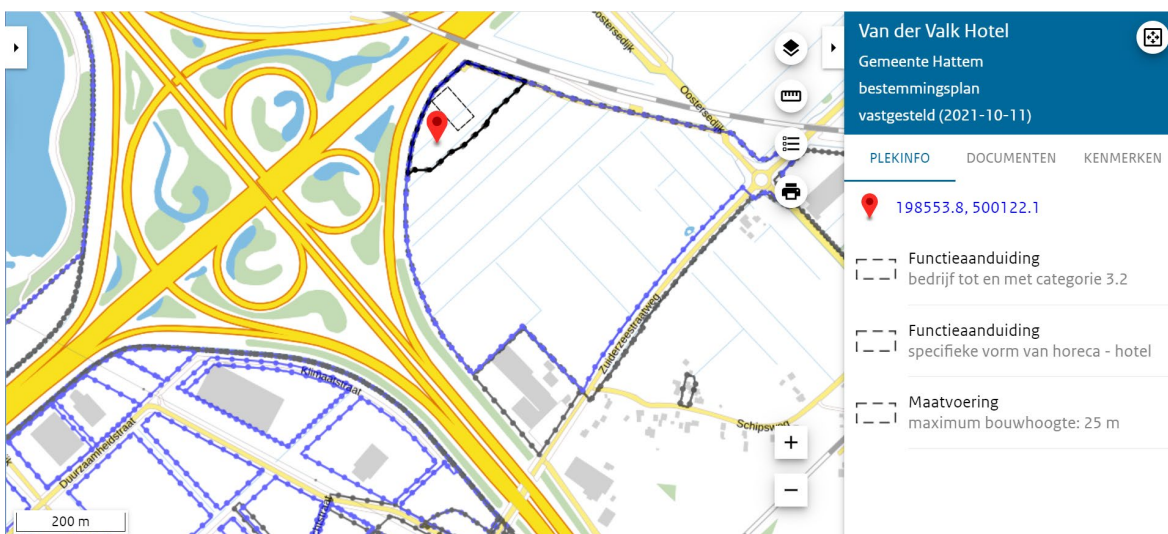 Oostersedijk
Oostersedijk
Zuiderzeestraatweg
Klimaatstraat
Duurzaamheidstraat
Schipsweg
+
−
200 m
Van der Valk Hotel
Gemeente Hattem
bestemmingsplan
vastgesteld (2021-10-11)
PLEKINFO DOCUMENTEN KENMERKEN
198553.8, 500122.1
Functieaanduiding
bedrijf tot en met categorie 3.2
Functieaanduiding
specifieke vorm van horeca - hotel
Maatvoering
maximum bouwhoogte: 25 m